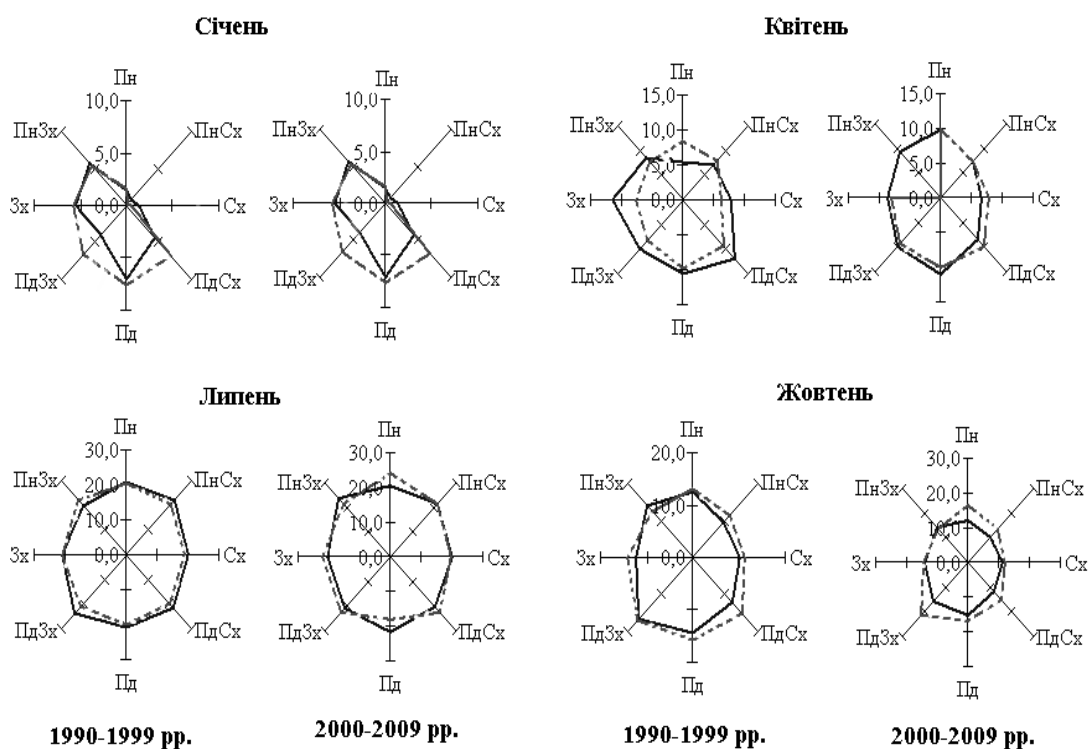 Січень
Квітень
Пн
10,0
ПнЗх
ПнСх
5,0
Зх
0,0
Сх
ПдЗх
ПдСх
Пд
Пн
10,0
ПнЗх
ПнСх
5,0
Зх
0,0
Сх
ПдЗх
ПдСх
Пд
Пн
15,0
10,0
ПнЗх
ПнСх
5,0
Зх
0,0
Сх
ПдЗх
ПдСх
Пд
Пн
15,0
10,0
ПнЗх
ПнСх
5,0
Зх
0,0
Сх
ПдЗх
ПдСх
Пд
Липень
Жовтень
Пн
30,0
20,0
ПнЗх
ПнСх
10,0
Зх
0,0
Сх
ПдЗх
ПдСх
Пд
Пн
30,0
20,0
ПнЗх
ПнСх
10,0
Зх
0,0
Сх
ПдЗх
ПдСх
Пд
Пн
20,0
ПнЗх
ПнСх
10,0
Зх
0,0
Сх
ПдЗх
ПдСх
Пд
Пн
30,0
20,0
ПнЗх
ПнСх
10,0
Зх
0,0
Сх
ПдЗх
ПдСх
Пд
1990-1999 рр.
2000-2009 рр.
1990-1999 рр.
2000-2009 рр.